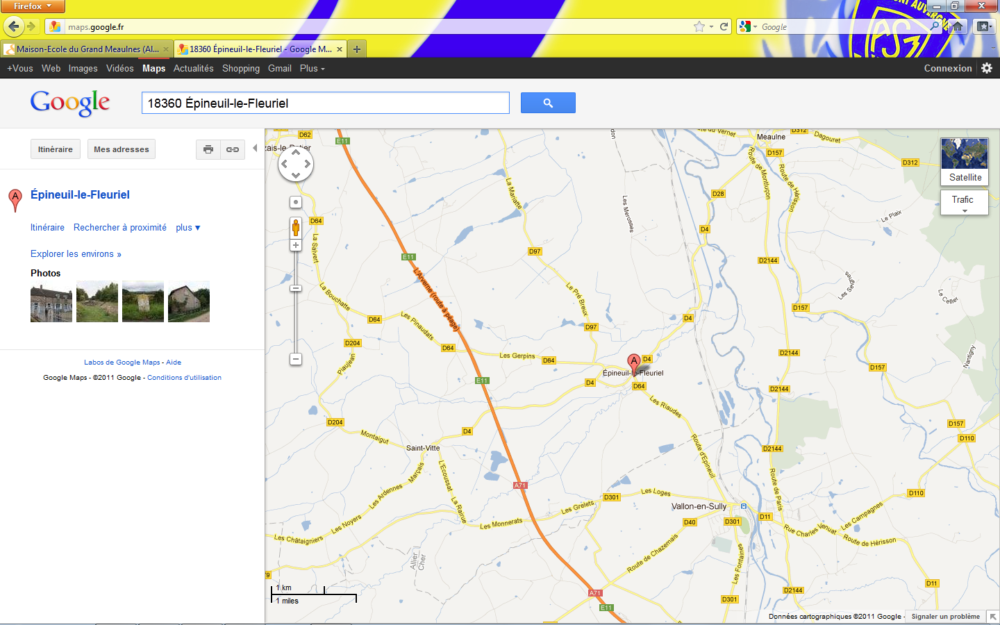 Firefox
maps.google.fr
Google
Maison-Ecole du Grand Meaulnes (Al...
18360 Épineuil-le-Fleuriel - Google M...
+Vous Web Images Vidéos Maps Actualités Shopping Gmail Plus
Connexion
Google
18360 Épineuil-le-Fleuriel
Itinéraire
Mes adresses
A
Épineuil-le-Fleuriel
Itinéraire Rechercher à proximité plus ▼
Explorer les environs »
Photos
Labos de Google Maps - Aide
Google Maps - ©2011 Google - Conditions d'utilisation
D62
E11
Meaulne
D312
Dagouret
D157
D312
Route de Montluçon
Route de Hérisson
La Mariatte
Les Merosses
D28
Satellite
Trafic
Le Plaix
D64
D4
La Salvert
E11
D97
D2144
L'Arverne (route à péage)
La Bouchatte
Le Pré Breux
Les Seignes
Le Celliet
D157
D64
Les Pinaudats
D97
D4
D204
D64
Les Gerpins
D64
D2144
Nantigny
Plaujean
A
D4
D157
Épineuil-le-Fleuriel
E11
D4
D64
D2144
Les Riaudes
D204
D4
D157
D110
Montaigut
Saint-Vitte
Route d'Épineuil
D2144
L'Ecoussat - La Rairue
Marçais
Les Ardennes
A71
Route de Paris
Les Loges
D301
D110
Les Grelets
Vallon-en-Sully
D301
D11
D40
Les Campagnes
Les Noyers
Les Monnerats
Rue Charles Venuat
Les Châtaigniers
Route de Hérisson
Route de Chazemais
Les Fontaines
Allier
Cher
D11
1 km
1 miles
A71
E11
D301
D2144
Données cartographiques ©2011 Google -
Signaler un problème